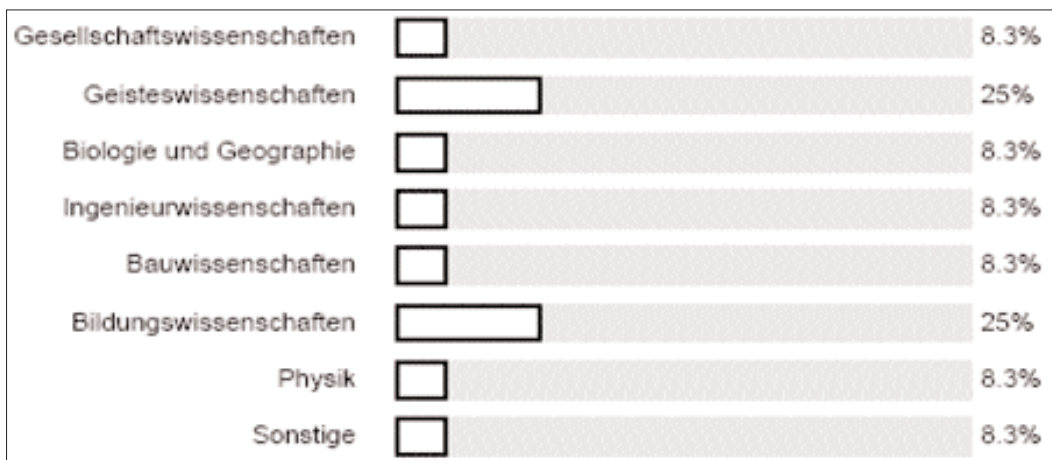 Gesellschaftswissenschaften 8.3%
Geisteswissenschaften 25%
Biologie und Geographie 8.3%
Ingenieurwissenschaften 8.3%
Bauwissenschaften 8.3%
Bildungswissenschaften 25%
Physik 8.3%
Sonstige 8.3%